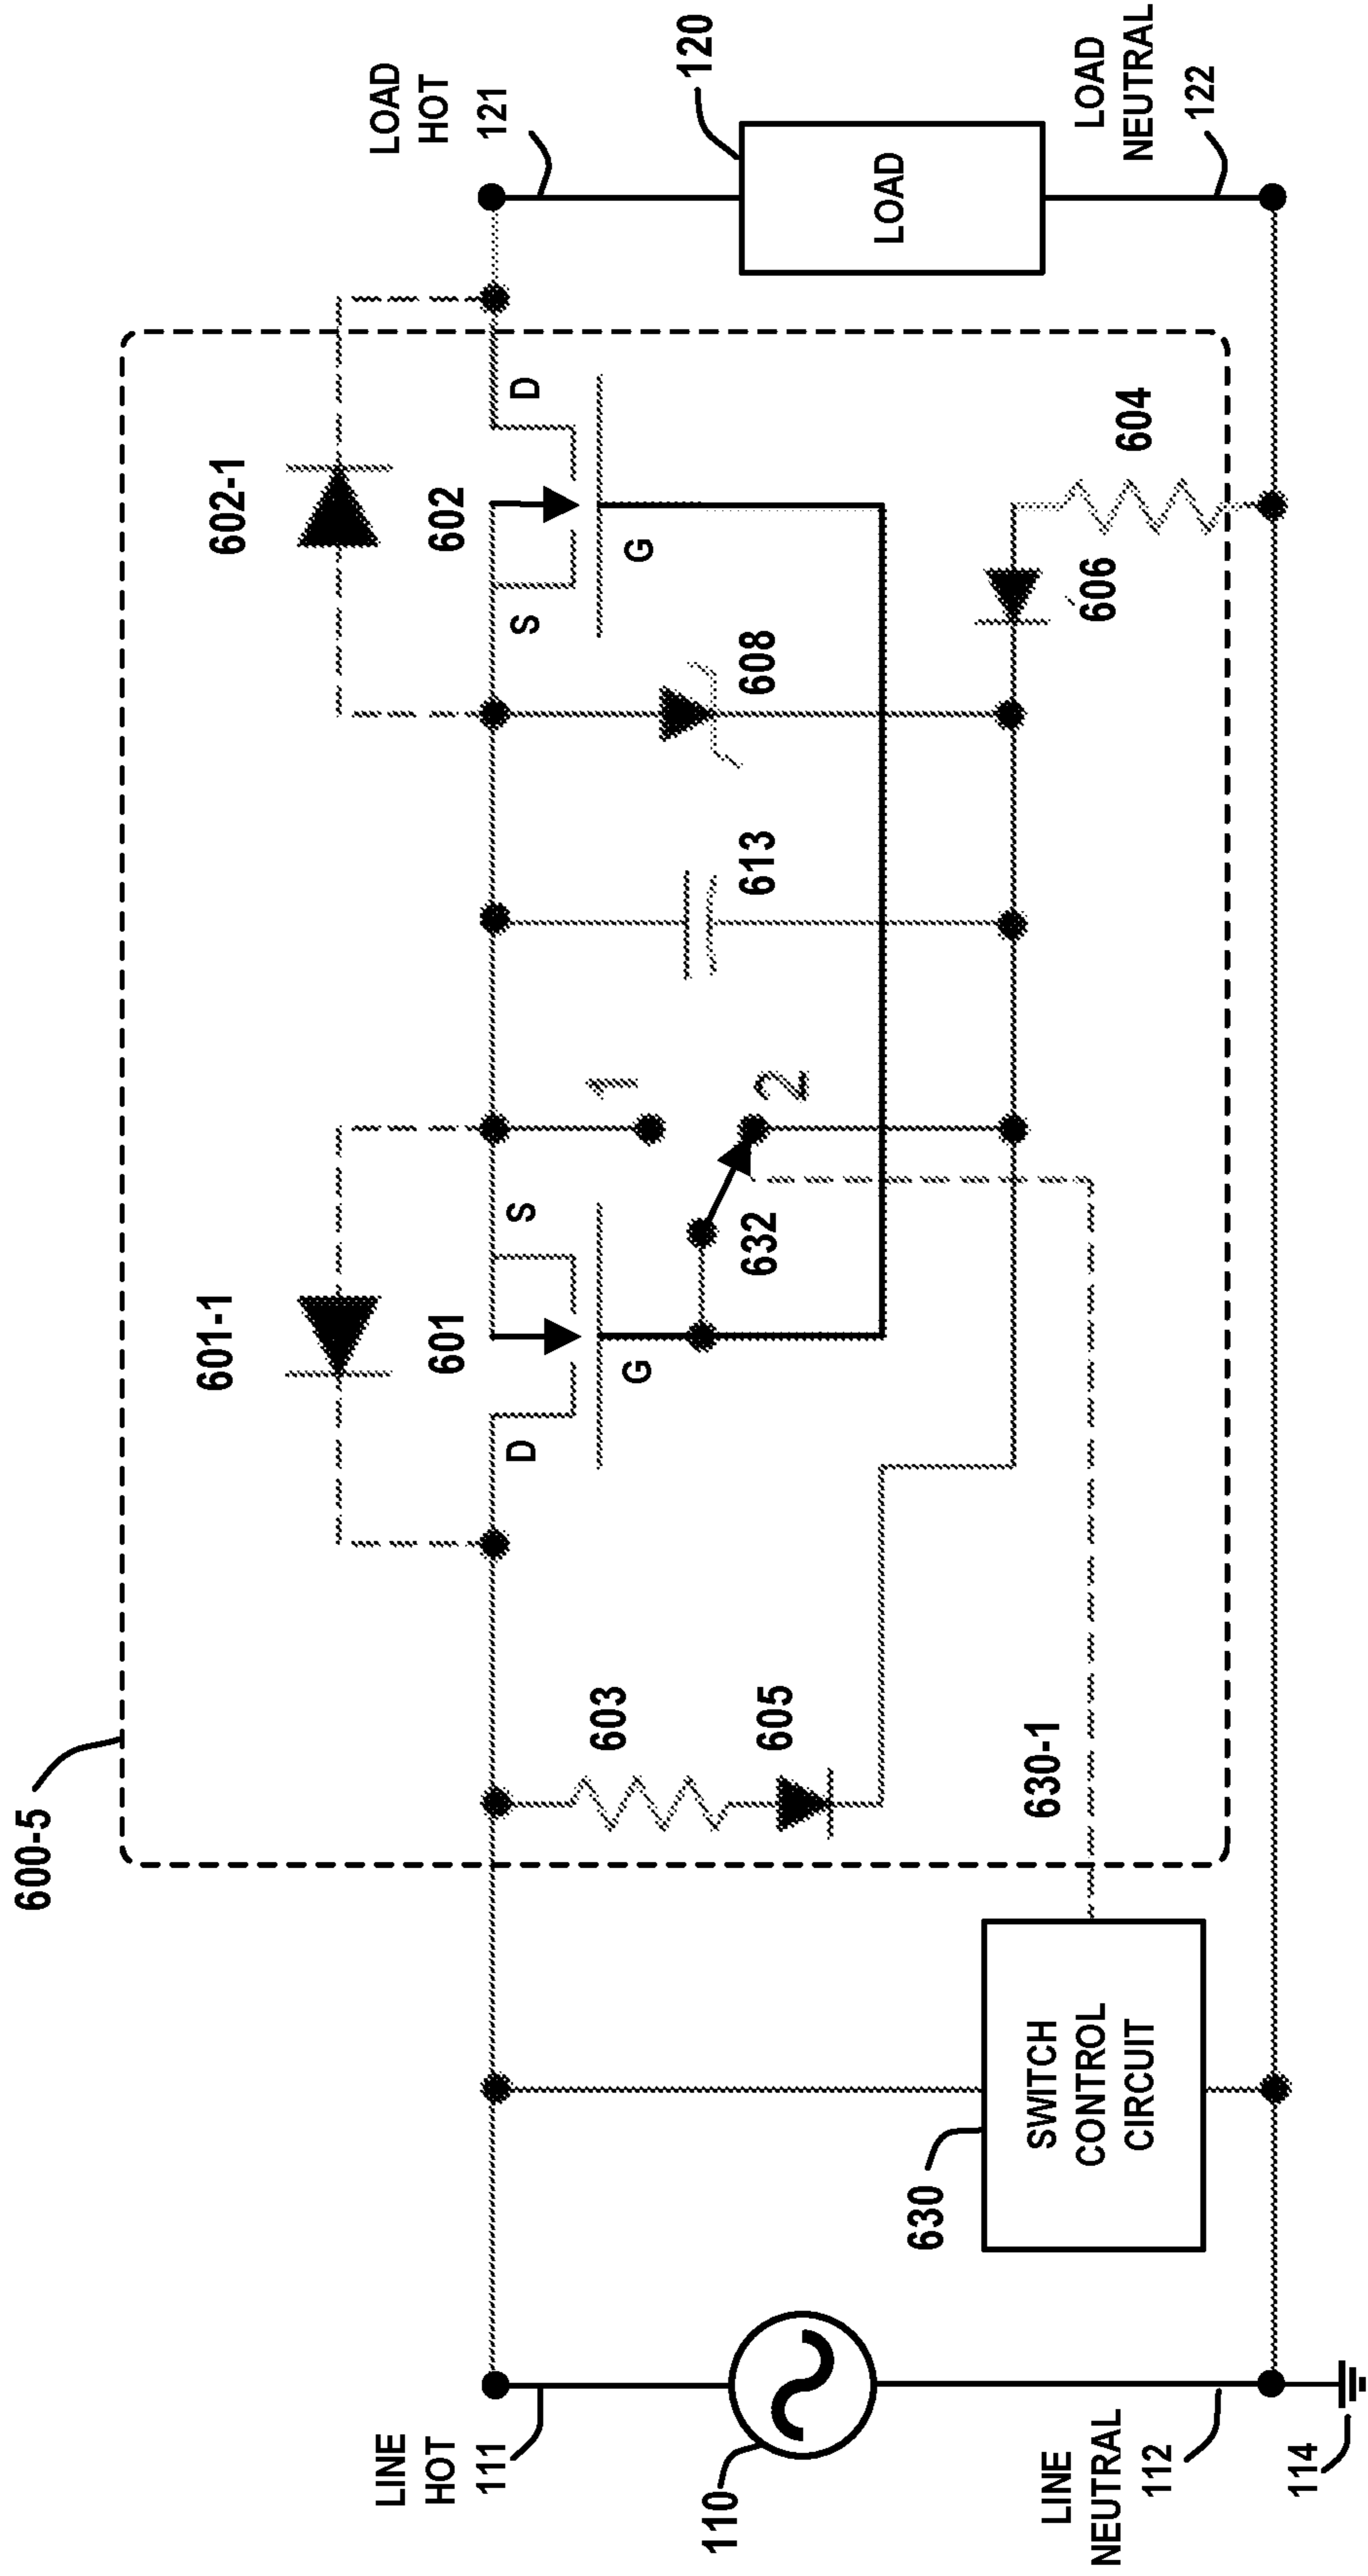 600-5
601-1
602-1
LOAD
HOT
121
LINE
HOT
111
601
602
D
S
S
D
120
603
G
1
G
605
632
2
613
608
LOAD
110
630
SWITCH
CONTROL
CIRCUIT
630-1
606
604
LOAD
NEUTRAL
122
LINE
NEUTRAL
112
114